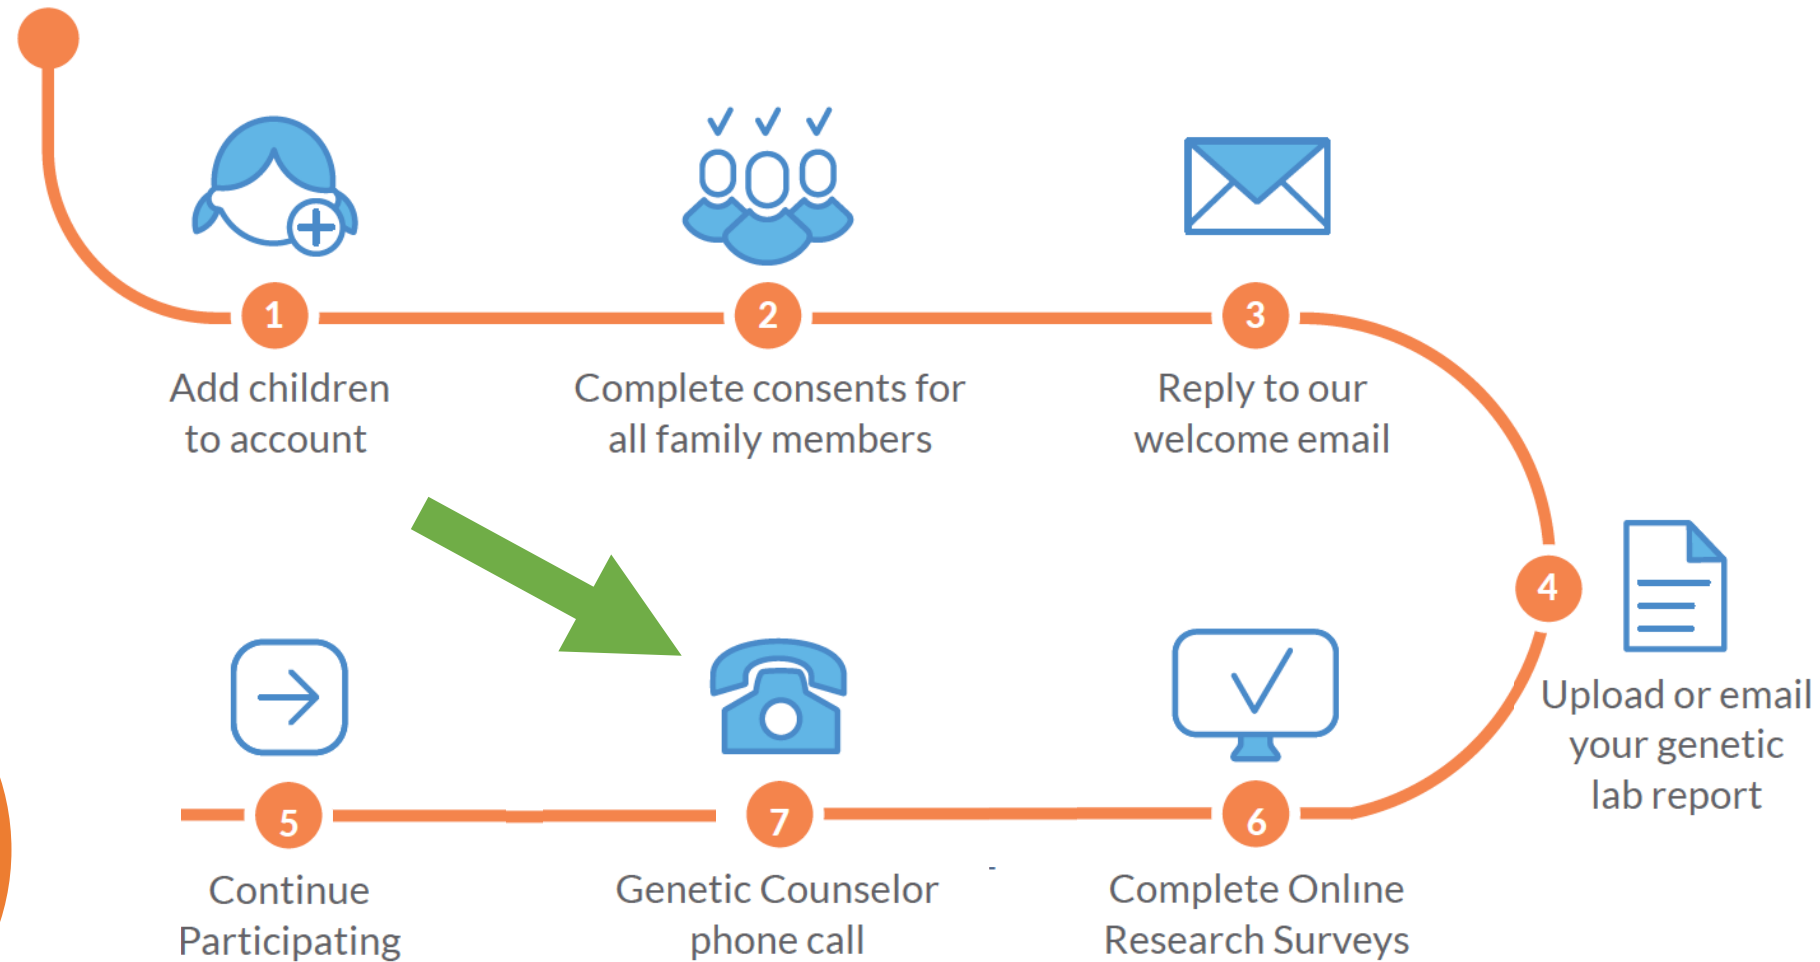 1
Add children
to account
2
Complete consents for
all family members
3
Reply to our
welcome email
4
Upload or email
your genetic
lab report
5
Continue
Participating
7
Genetic Counselor
phone call
6
Complete Online
Research Surveys